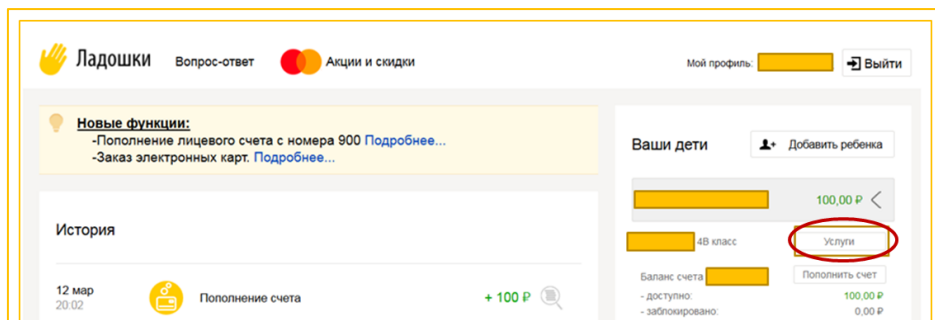 Ладошки Вопрос-ответ Акции и скидки Мой профиль: Выйти
Новые функции:
-Пополнение лицевого счета с номера 900 Подробнее...
-Заказ электронных карт. Подробнее...
История
12 мар
20:02
Пополнение счета + 100 ₽
Ваши дети Добавить ребенка
100,00 ₽
4В класс Услуги
Баланс счета Пополнить счет
- доступно: 100,00 ₽
- заблокировано: 0,00 ₽